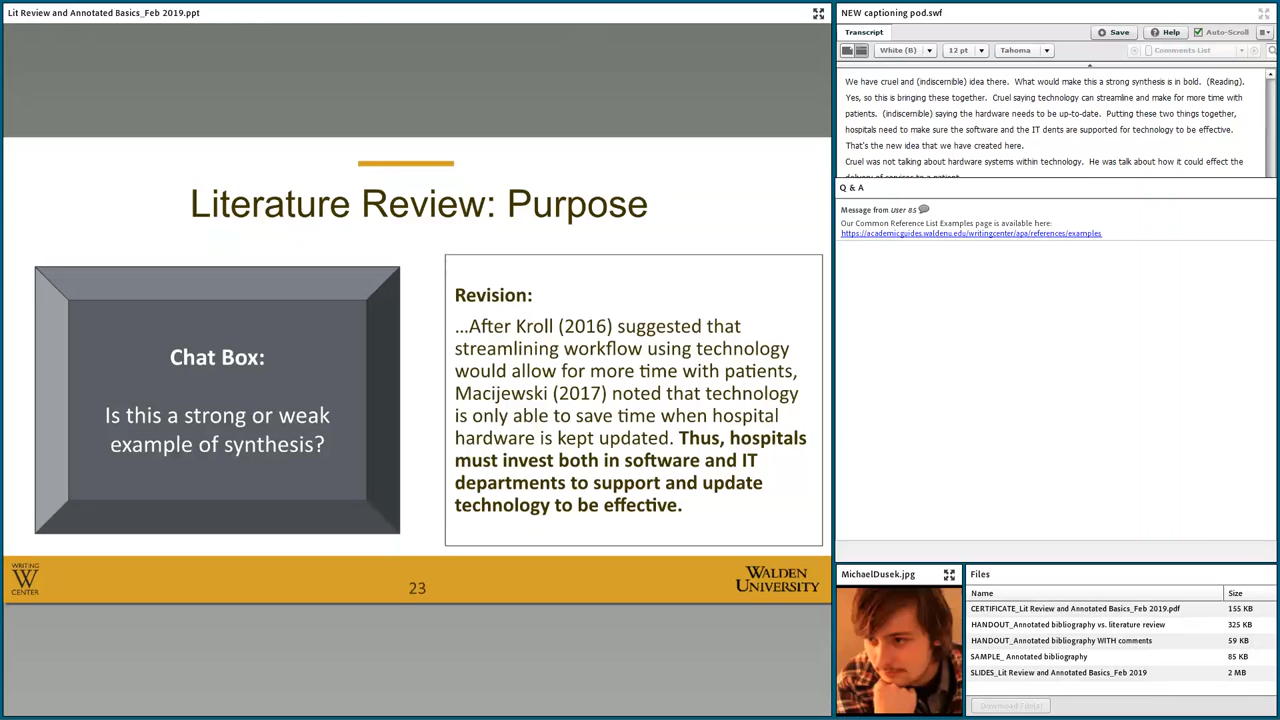 Lit Review and Annotated Basics_Feb 2019.ppt
Literature Review: Purpose
Chat Box:
Is this a strong or weak
example of synthesis?
Revision:
…After Kroll (2016) suggested that
streamlining workflow using technology
would allow for more time with patients,
Macijewski (2017) noted that technology
is only able to save time when hospital
hardware is kept updated. Thus, hospitals
must invest both in software and IT
departments to support and update
technology to be effective.
WRITING
CENTER
23
WALDEN
UNIVERSITY
NEW captioning pod.swf
Transcript
Save
Help
Auto-Scroll
White (B)
12 pt
Tahoma
Comments List
We have cruel and (indiscernible) idea there.  What would make this a strong synthesis is in bold.  (Reading).
Yes, so this is bringing these together.  Cruel saying technology can streamline and make for more time with
patients.  (indiscernible) saying the hardware needs to be up-to-date.  Putting these two things together,
hospitals need to make sure the software and the IT dents are supported for technology to be effective.
That's the new idea that we have created here.
Cruel was not talking about hardware systems within technology.  He was talk about how it could effect the
delivery of services to a patient.
Q & A
Message from User 85
Our Common Reference List Examples page is available here:
https://academicguides.waldenu.edu/writingcenter/apa/references/examples
MichaelDusek.jpg
Files
Name
Size
CERTIFICATE_Lit Review and Annotated Basics_Feb 2019.pdf
155 KB
HANDOUT_Annotated bibliography vs. literature review
325 KB
HANDOUT_Annotated bibliography WITH comments
59 KB
SAMPLE_ Annotated bibliography
85 KB
SLIDES_Lit Review and Annotated Basics_Feb 2019
2 MB
Download File(s)